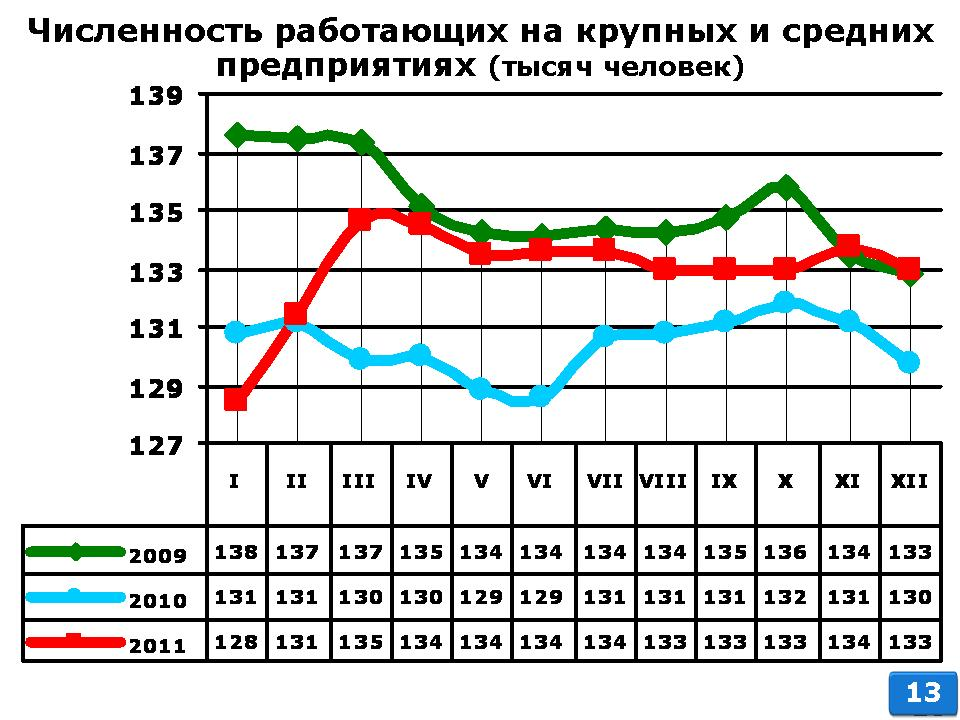 Численность работающих на крупных и средних
предприятиях (тысяч человек)
139
137
135
133
131
129
127
I II III IV V VI VII VIII IX X XI XII
2009 138 137 137 135 134 134 134 134 135 136 134 133
2010 131 131 130 130 129 129 131 131 131 132 131 130
2011 128 131 135 134 134 134 134 133 133 133 134 133
13